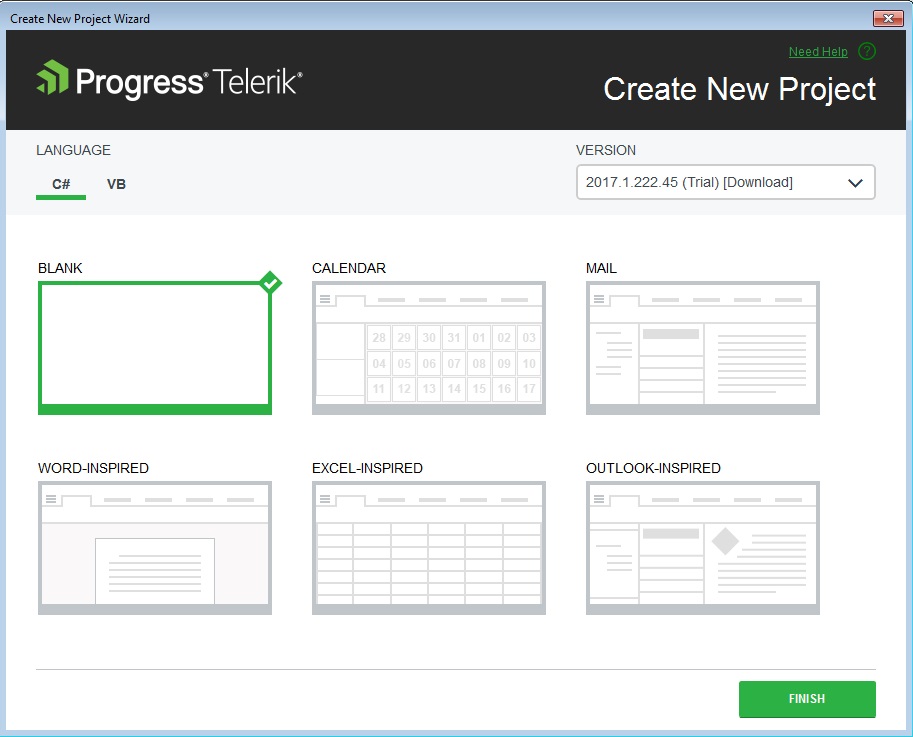 Create New Project Wizard
Need Help ?
Progress® Telerik®
Create New Project
LANGUAGE
VERSION
C# VB
2017.1.222.45 (Trial) [Download]
BLANK
CALENDAR
MAIL
28 29 30 31 01 02 03
04 05 06 07 08 09 10
11 12 13 14 15 16 17
WORD-INSPIRED
EXCEL-INSPIRED
OUTLOOK-INSPIRED
FINISH